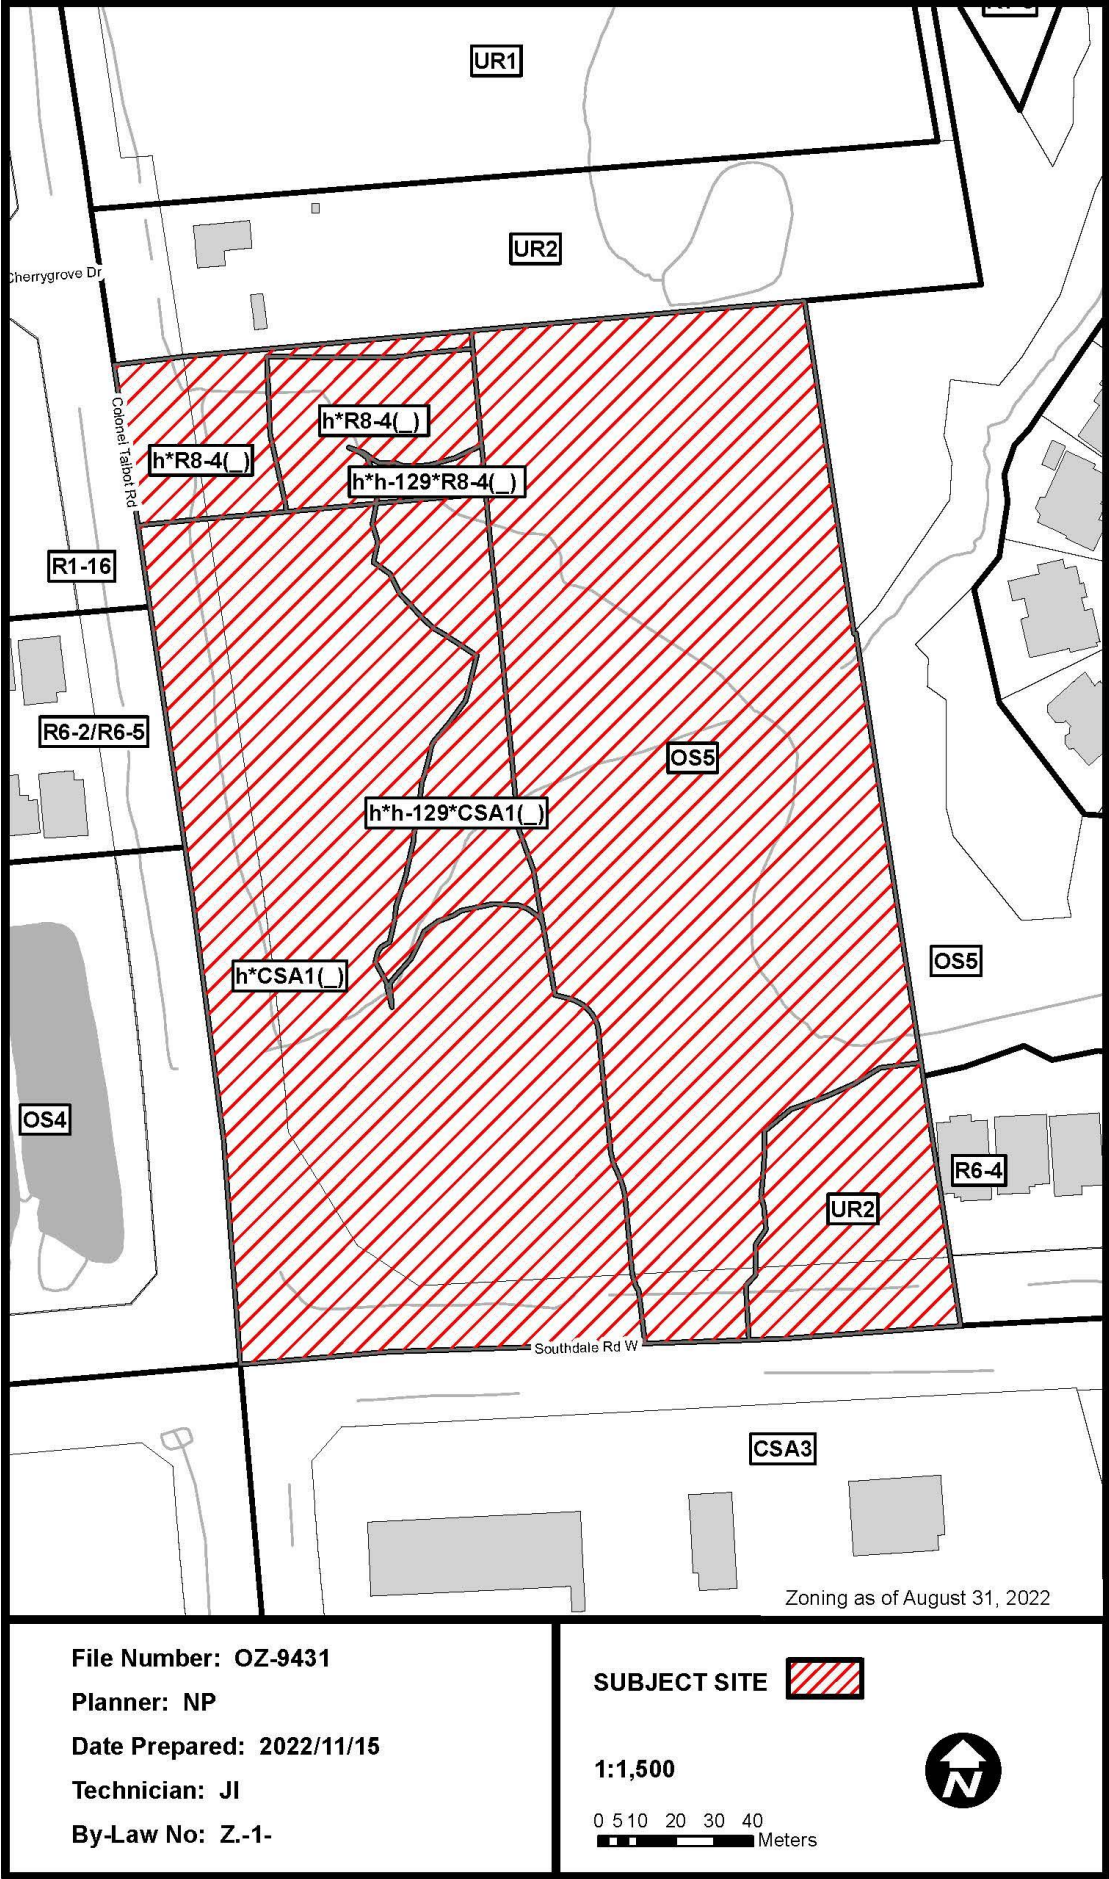 UR1
UR2
Cherrygrove Dr
Colonel Talbot Rd
h*R8-4(_)
h*R8-4(_)
h*h-129*R8-4(_)
R1-16
R6-2/R6-5
OS5
h*h-129*CSA1(_)
h*CSA1(_)
OS5
OS4
R6-4
UR2
Southdale Rd W
CSA3
Zoning as of August 31, 2022
File Number: OZ-9431
Planner: NP
Date Prepared: 2022/11/15
Technician: JI
By-Law No: Z.-1-
SUBJECT SITE
1:1,500
N
0 5 10 20 30 40
Meters